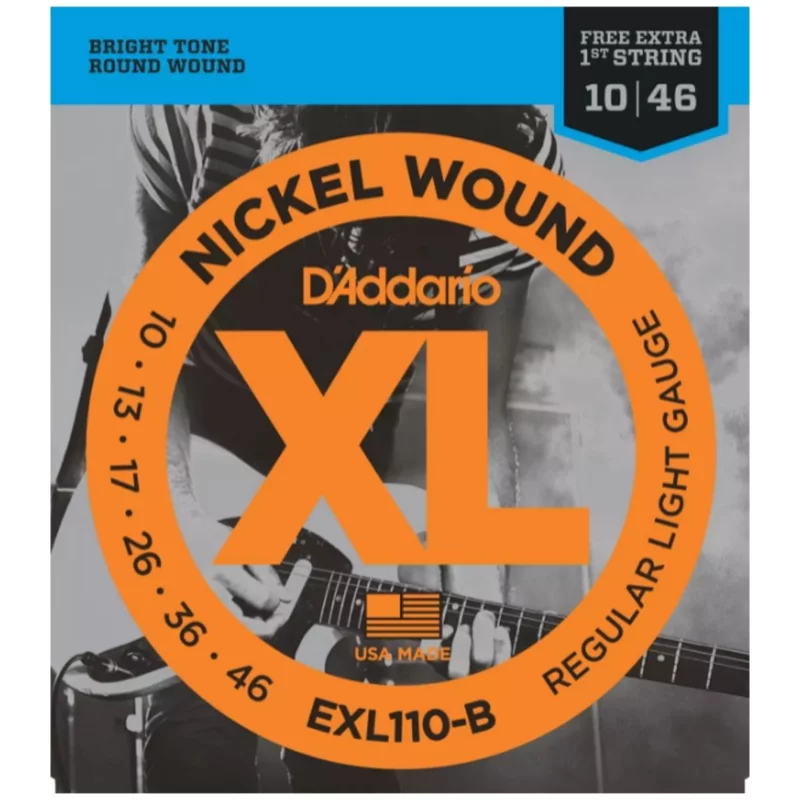 BRIGHT TONE
ROUND WOUND
FREE EXTRA
1ST STRING
10 | 46
NICKEL WOUND
D'Addario
XL
10 • 13 • 17 • 26 • 36 • 46
REGULAR LIGHT GAUGE
USA MADE
EXL110-B